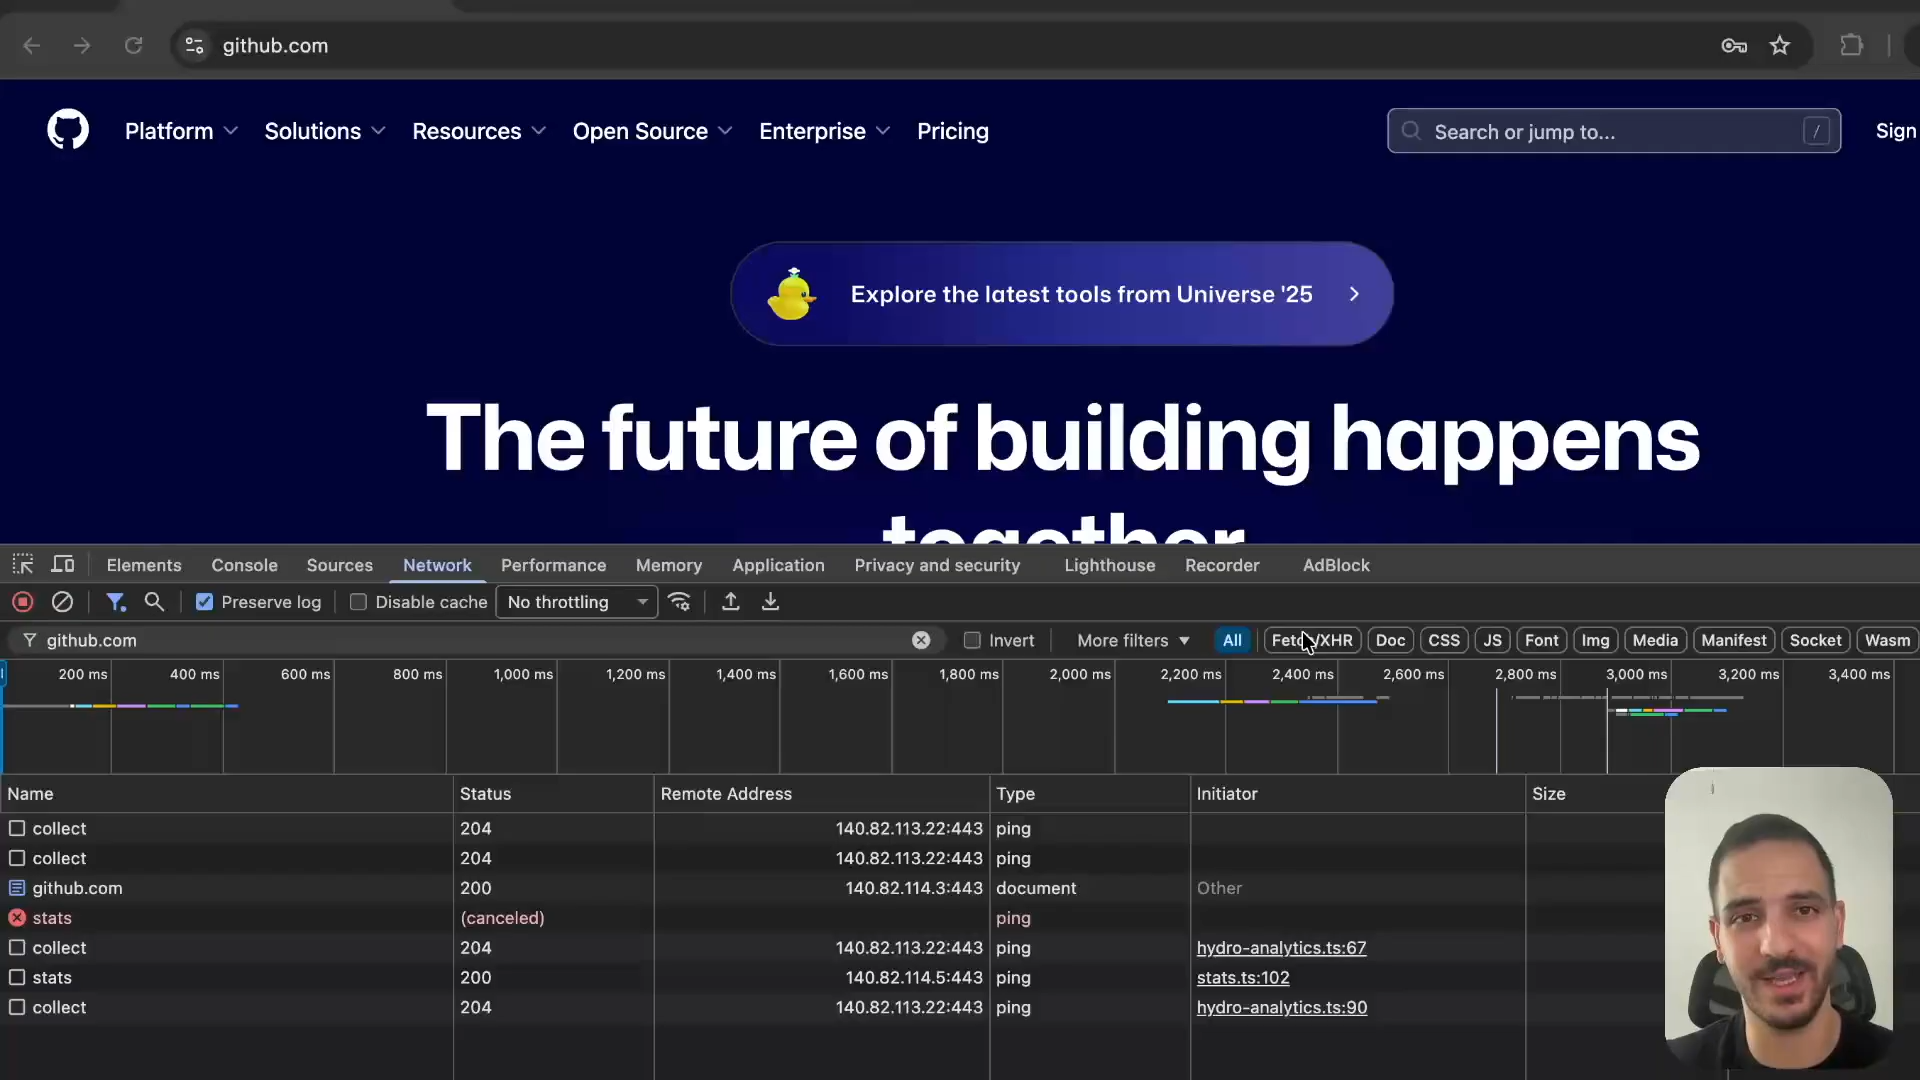 github.com
Platform Solutions Resources Open Source Enterprise Pricing Search or jump to... / Sign
Explore the latest tools from Universe '25
The future of building happens
together
Elements Console Sources Network Performance Memory Application Privacy and security Lighthouse Recorder AdBlock
Preserve log Disable cache No throttling
github.com Invert More filters All Fetch/XHR Doc CSS JS Font Img Media Manifest Socket Wasm
200 ms 400 ms 600 ms 800 ms 1,000 ms 1,200 ms 1,400 ms 1,600 ms 1,800 ms 2,000 ms 2,200 ms 2,400 ms 2,600 ms 2,800 ms 3,000 ms 3,200 ms 3,400 ms
Name Status Remote Address Type Initiator Size
collect 204 140.82.113.22:443 ping
collect 204 140.82.113.22:443 ping
github.com 200 140.82.114.3:443 document Other
stats (canceled) ping
collect 204 140.82.113.22:443 ping hydro-analytics.ts:67
stats 200 140.82.114.5:443 ping stats.ts:102
collect 204 140.82.113.22:443 ping hydro-analytics.ts:90